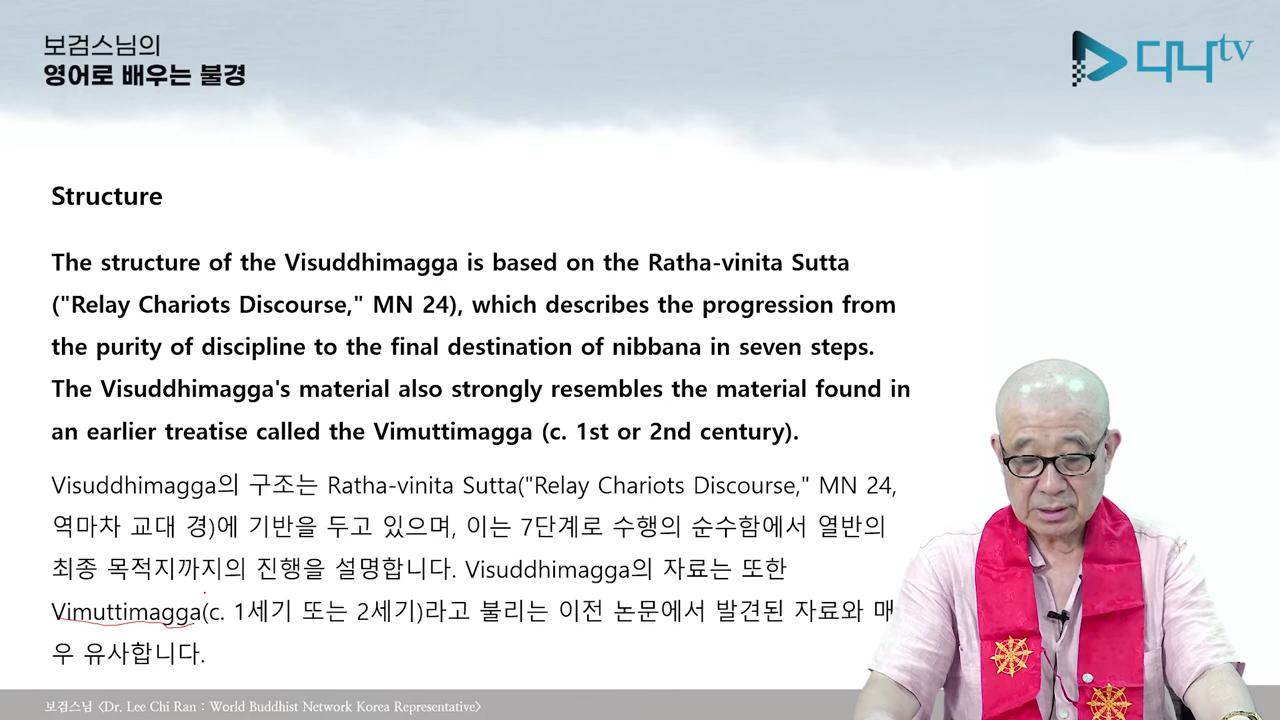 보검스님의
영어로 배우는 불경
다나tv
Structure
The structure of the Visuddhimagga is based on the Ratha-vinita Sutta
("Relay Chariots Discourse," MN 24), which describes the progression from
the purity of discipline to the final destination of nibbana in seven steps.
The Visuddhimagga's material also strongly resembles the material found in
an earlier treatise called the Vimuttimagga (c. 1st or 2nd century).
Visuddhimagga의 구조는 Ratha-vinita Sutta("Relay Chariots Discourse," MN 24,
역마차 교대 경)에 기반을 두고 있으며, 이는 7단계로 수행의 순수함에서 열반의
최종 목적지까지의 진행을 설명합니다. Visuddhimagga의 자료는 또한
Vimuttimagga(c. 1세기 또는 2세기)라고 불리는 이전 논문에서 발견된 자료와 매
우 유사합니다.
보검스님 <Dr. Lee Chi Ran : World Buddhist Network Korea Representative>